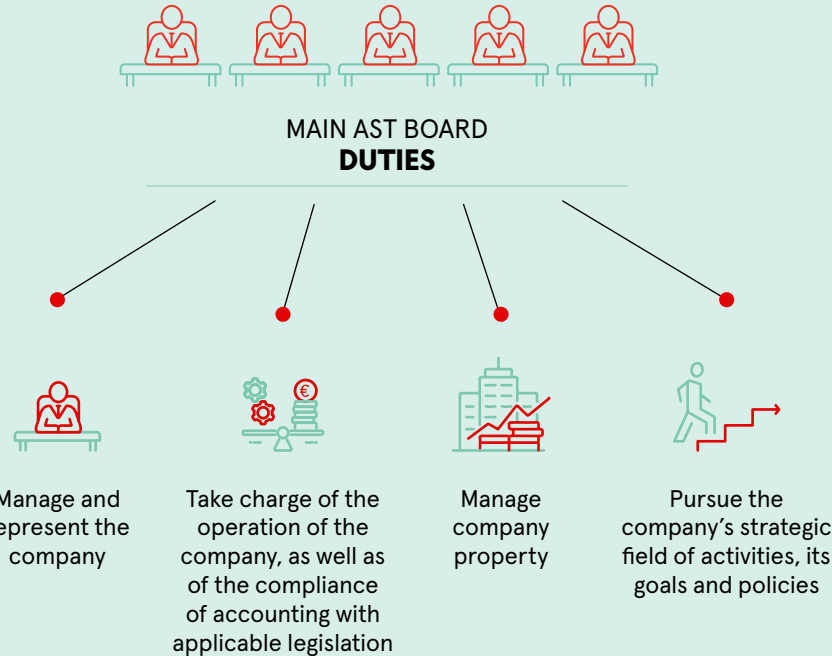 MAIN AST BOARD
DUTIES
€
Manage and
represent the
company
Take charge of the
operation of the
company, as well as
of the compliance
of accounting with
applicable legislation
Manage
company
property
Pursue the
company’s strategic
field of activities, its
goals and policies